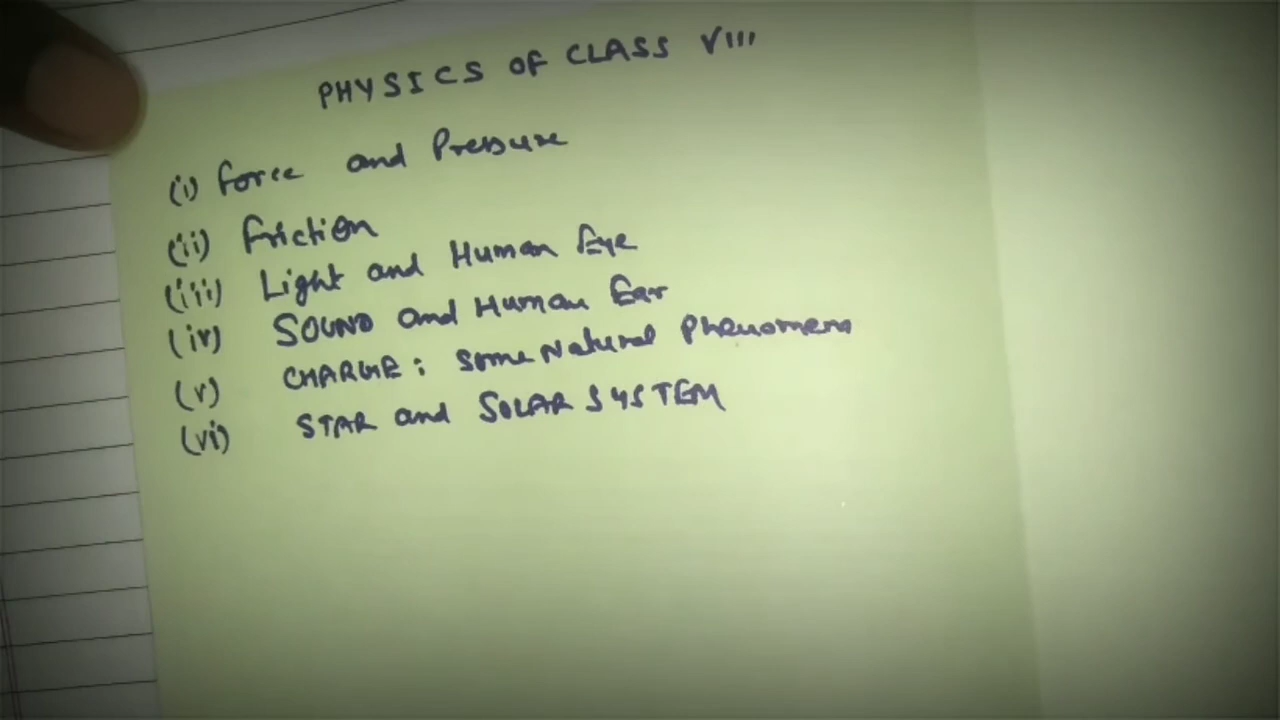 PHYSICS OF CLASS VIII
(i) Force and Pressure
(ii) Friction
(iii) Light and Human Eye
(iv) SOUND and Human Ear
(v) CHARGE: Some Natural Phenomena
(vi) STAR and SOLAR SYSTEM